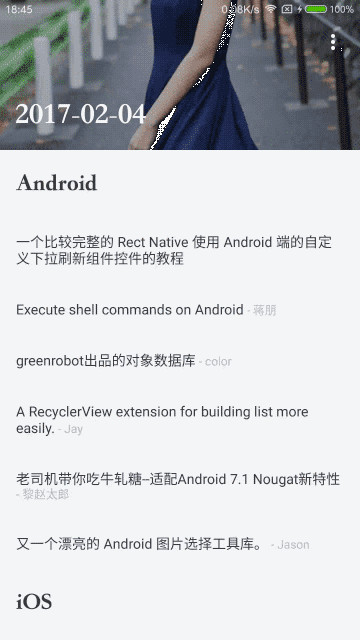 18:45
0.08K/s
100%
2017-02-04
Android
一个比较完整的 Rect Native 使用 Android 端的自定
义下拉刷新组件控件的教程
Execute shell commands on Android - 蒋朋
greenrobot出品的对象数据库 - color
A RecyclerView extension for building list more
easily. - Jay
老司机带你吃牛轧糖--适配Android 7.1 Nougat新特性
- 黎赵太郎
又一个漂亮的 Android 图片选择工具库。 - Jason
iOS